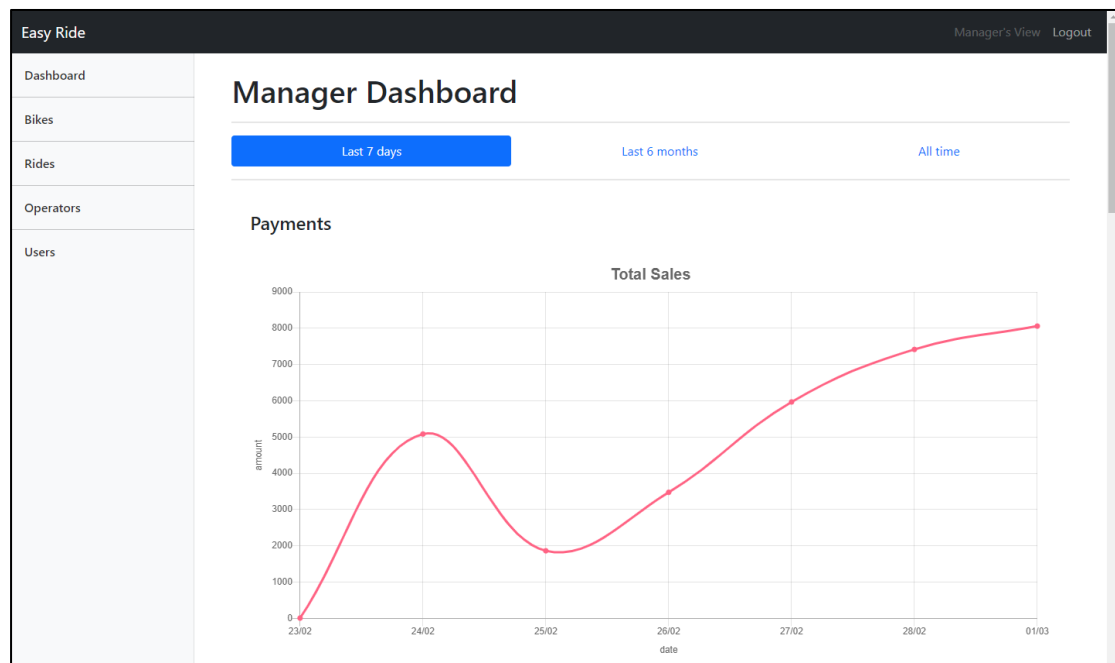 Easy Ride
Manager's View Logout
Dashboard
Bikes
Rides
Operators
Users
Manager Dashboard
Last 7 days Last 6 months All time
Payments
Total Sales
9000
8000
7000
6000
5000
4000
3000
2000
1000
0
amount
23/02 24/02 25/02 26/02 27/02 28/02 01/03
date